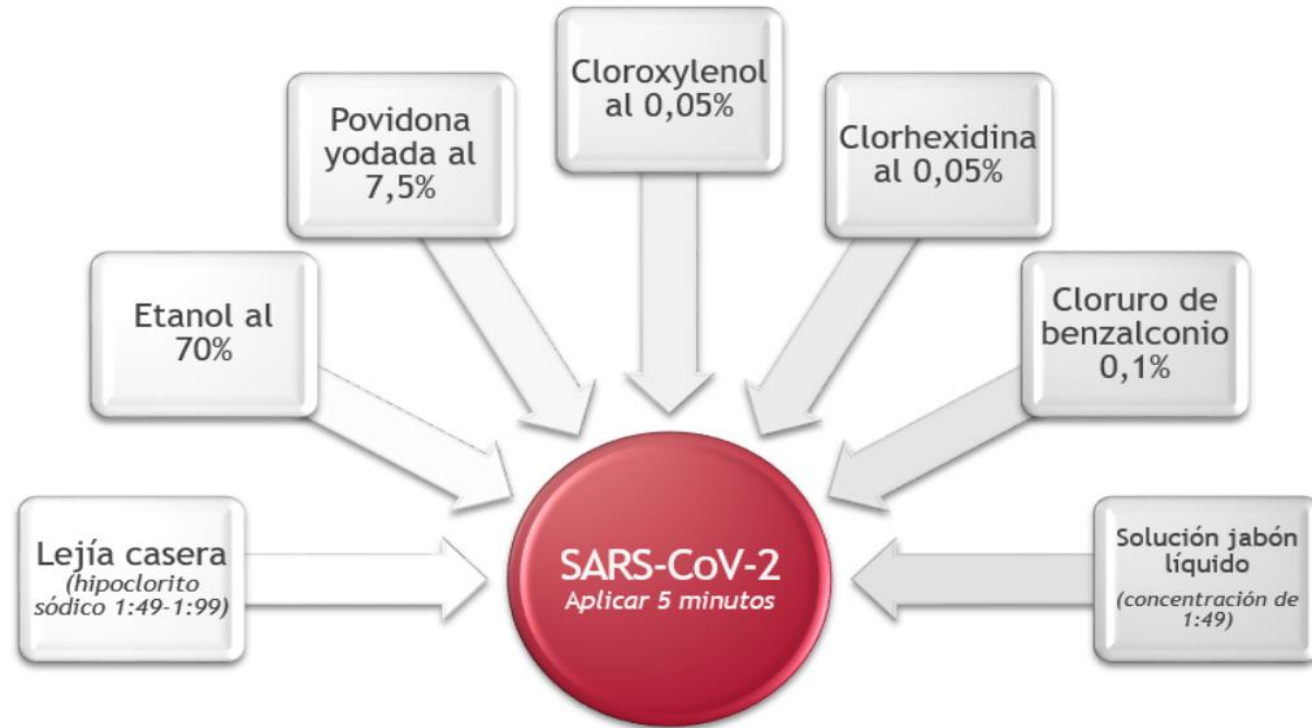 Lejía casera
(hipoclorito
sódico 1:49-1:99)
Etanol al
70%
Povidona
yodada al
7,5%
Cloroxylenol
al 0,05%
Clorhexidina
al 0,05%
Cloruro de
benzalconio
0,1%
Solución jabón
líquido
(concentración de
1:49)
SARS-CoV-2
Aplicar 5 minutos